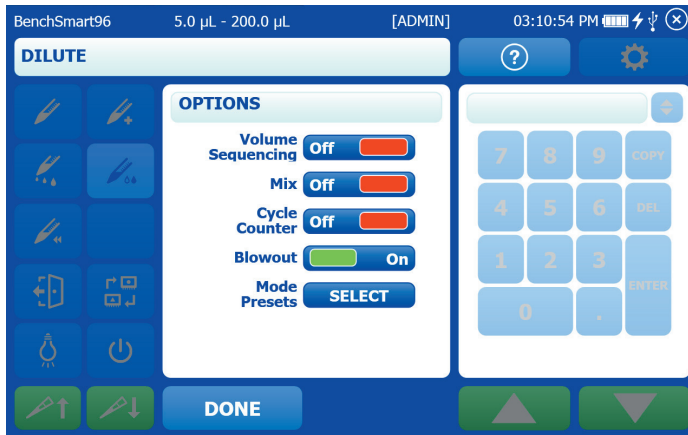 BenchSmart96 5.0 µL - 200.0 µL [ADMIN] 03:10:54 PM
DILUTE
?
OPTIONS
Volume
Sequencing Off
Mix Off
Cycle
Counter Off
Blowout On
Mode
Presets SELECT
7 8 9 COPY
4 5 6 DEL
1 2 3
ENTER
0 .
DONE